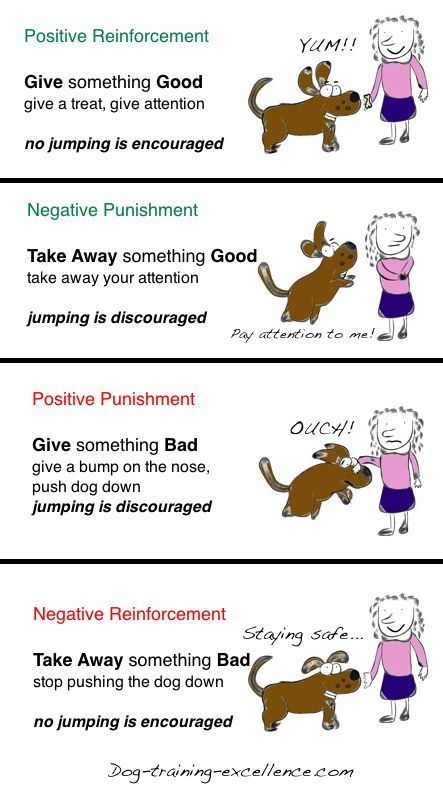 Positive Reinforcement
YUM!!
Give something Good
give a treat, give attention
no jumping is encouraged
Negative Punishment
Take Away something Good
take away your attention
jumping is discouraged
Pay attention to me!
Positive Punishment
OUCH!
Give something Bad
give a bump on the nose,
push dog down
jumping is discouraged
Negative Reinforcement
Staying safe...
Take Away something Bad
stop pushing the dog down
no jumping is encouraged
Dog-training-excellence.com